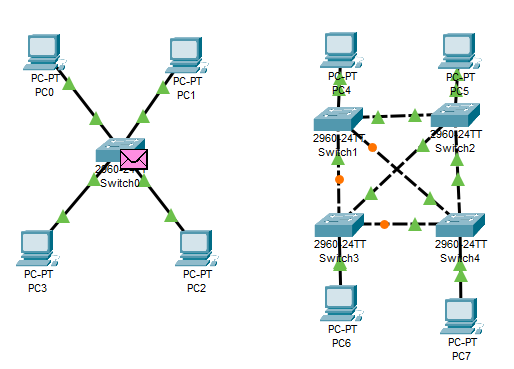 PC-PT
PC0
PC-PT
PC1
2960-24
Switch0
PC-PT
PC3
PC-PT
PC2
PC-PT
PC4
PC-PT
PC5
2960-24TT
Switch1
2960-24TT
Switch2
2960-24TT
Switch3
2960-24TT
Switch4
PC-PT
PC6
PC-PT
PC7